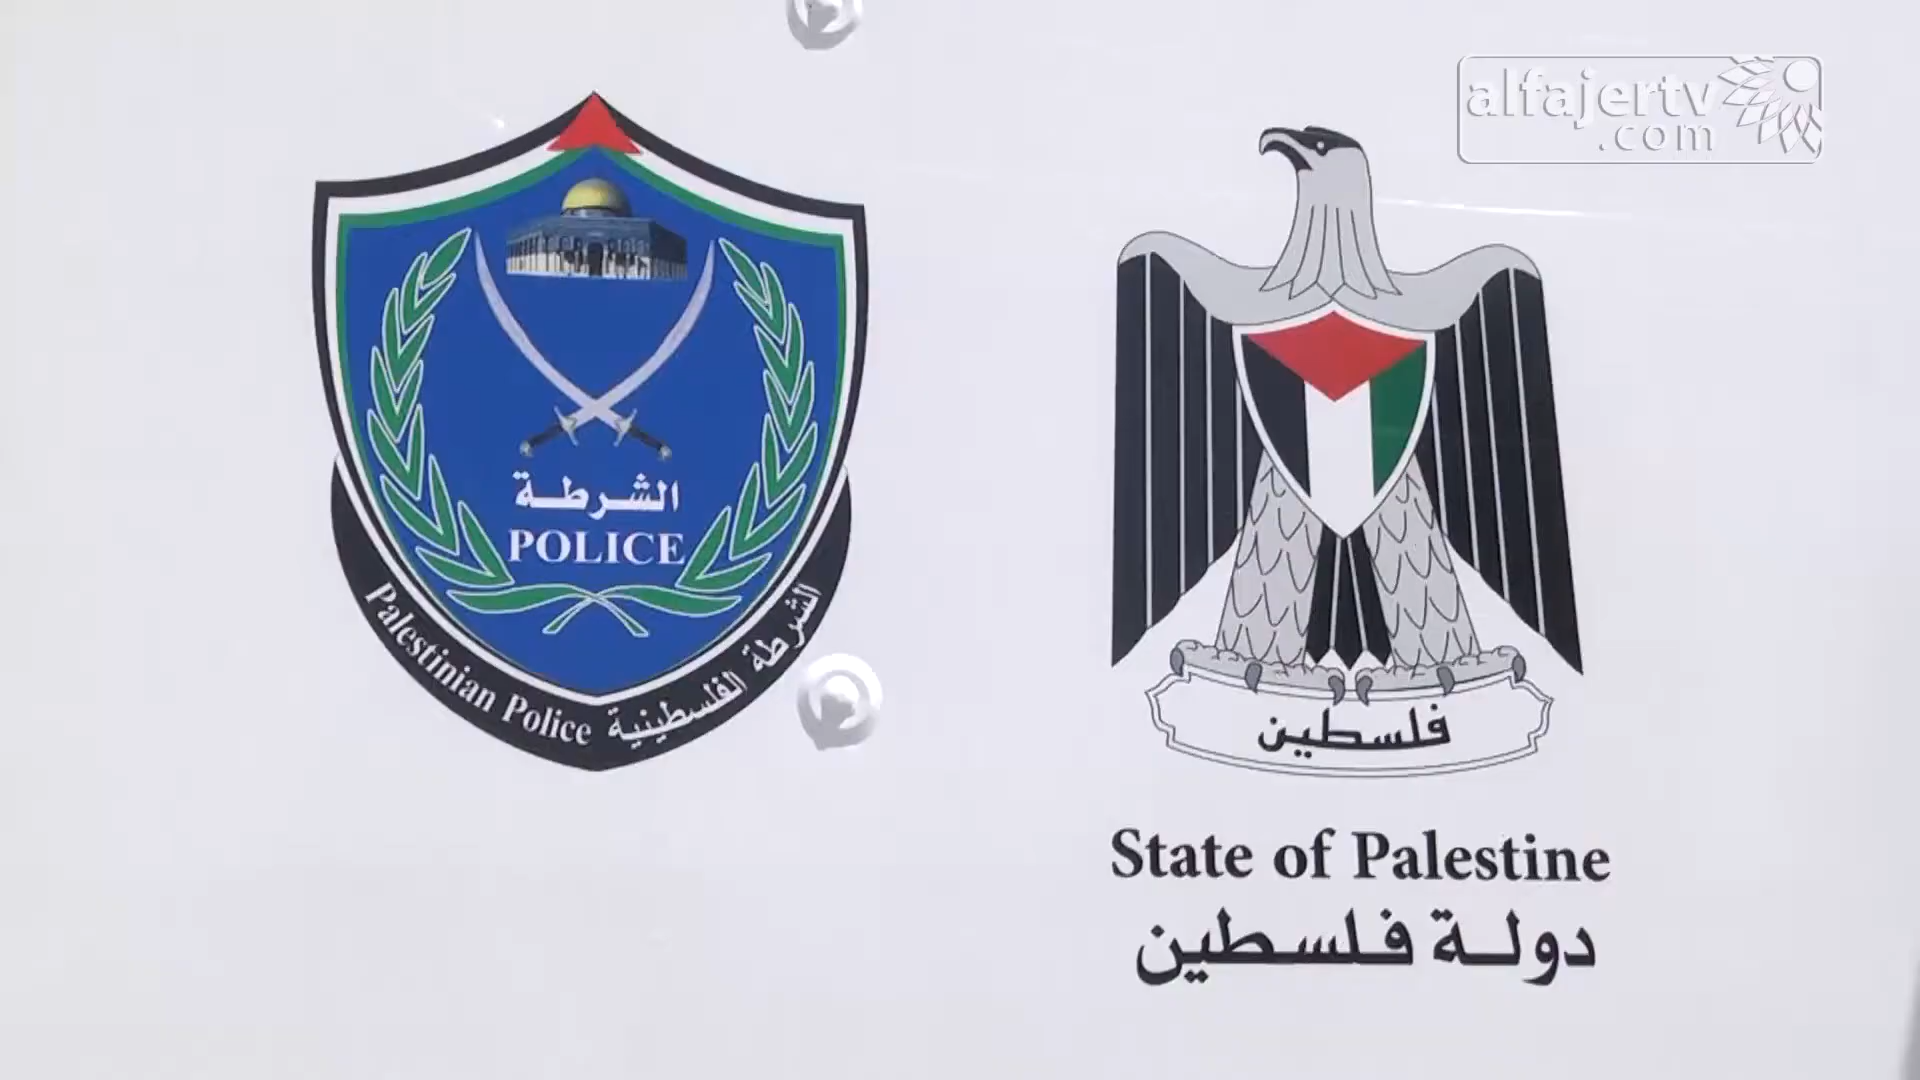 alfajertv
.com
الشرطة
POLICE
Palestinian Police الشرطة الفلسطينية
فلسطين
State of Palestine
دولة فلسطين